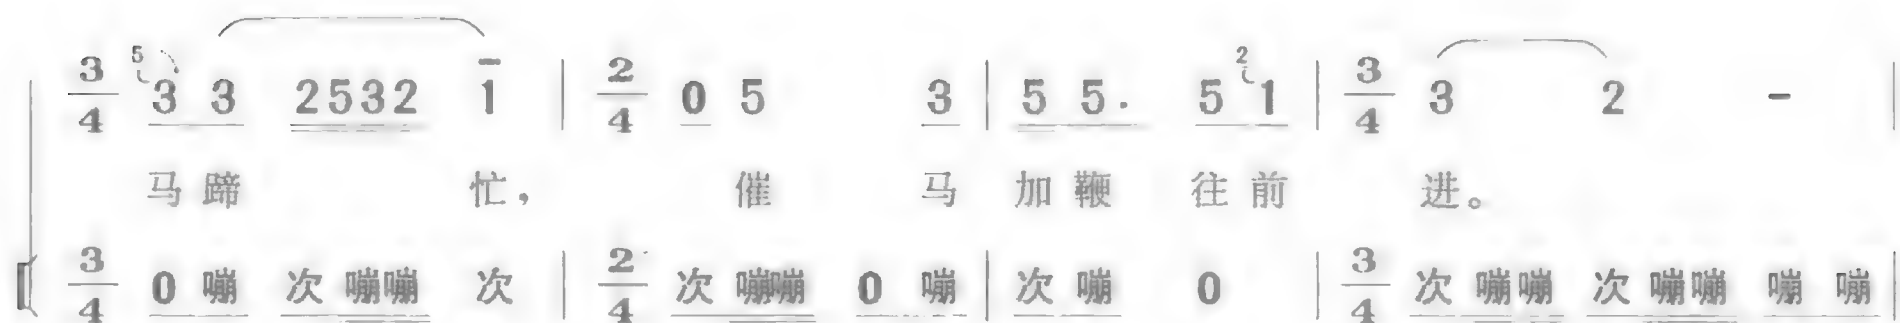 3/4 5 3 3 2532 1 | 2/4 0 5 3 | 5 5. 5 2 1 | 3/4 3 2 - |
马蹄 忙， 催 马 加鞭 往前 进。
3/4 0 嘣 次 嘣嘣 次 | 2/4 次 嘣嘣 0 嘣 | 次 嘣 0 | 3/4 次 嘣嘣 次 嘣嘣 嘣 嘣 |